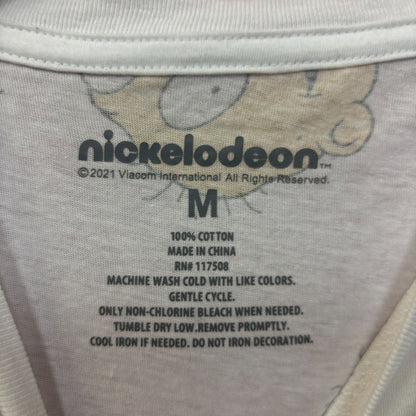 nickelodeon™
©2021 Viacom International All Rights Reserved.
M
100% COTTON
MADE IN CHINA
RN# 117508
MACHINE WASH COLD WITH LIKE COLORS.
GENTLE CYCLE.
ONLY NON-CHLORINE BLEACH WHEN NEEDED.
TUMBLE DRY LOW.REMOVE PROMPTLY.
COOL IRON IF NEEDED. DO NOT IRON DECORATION.